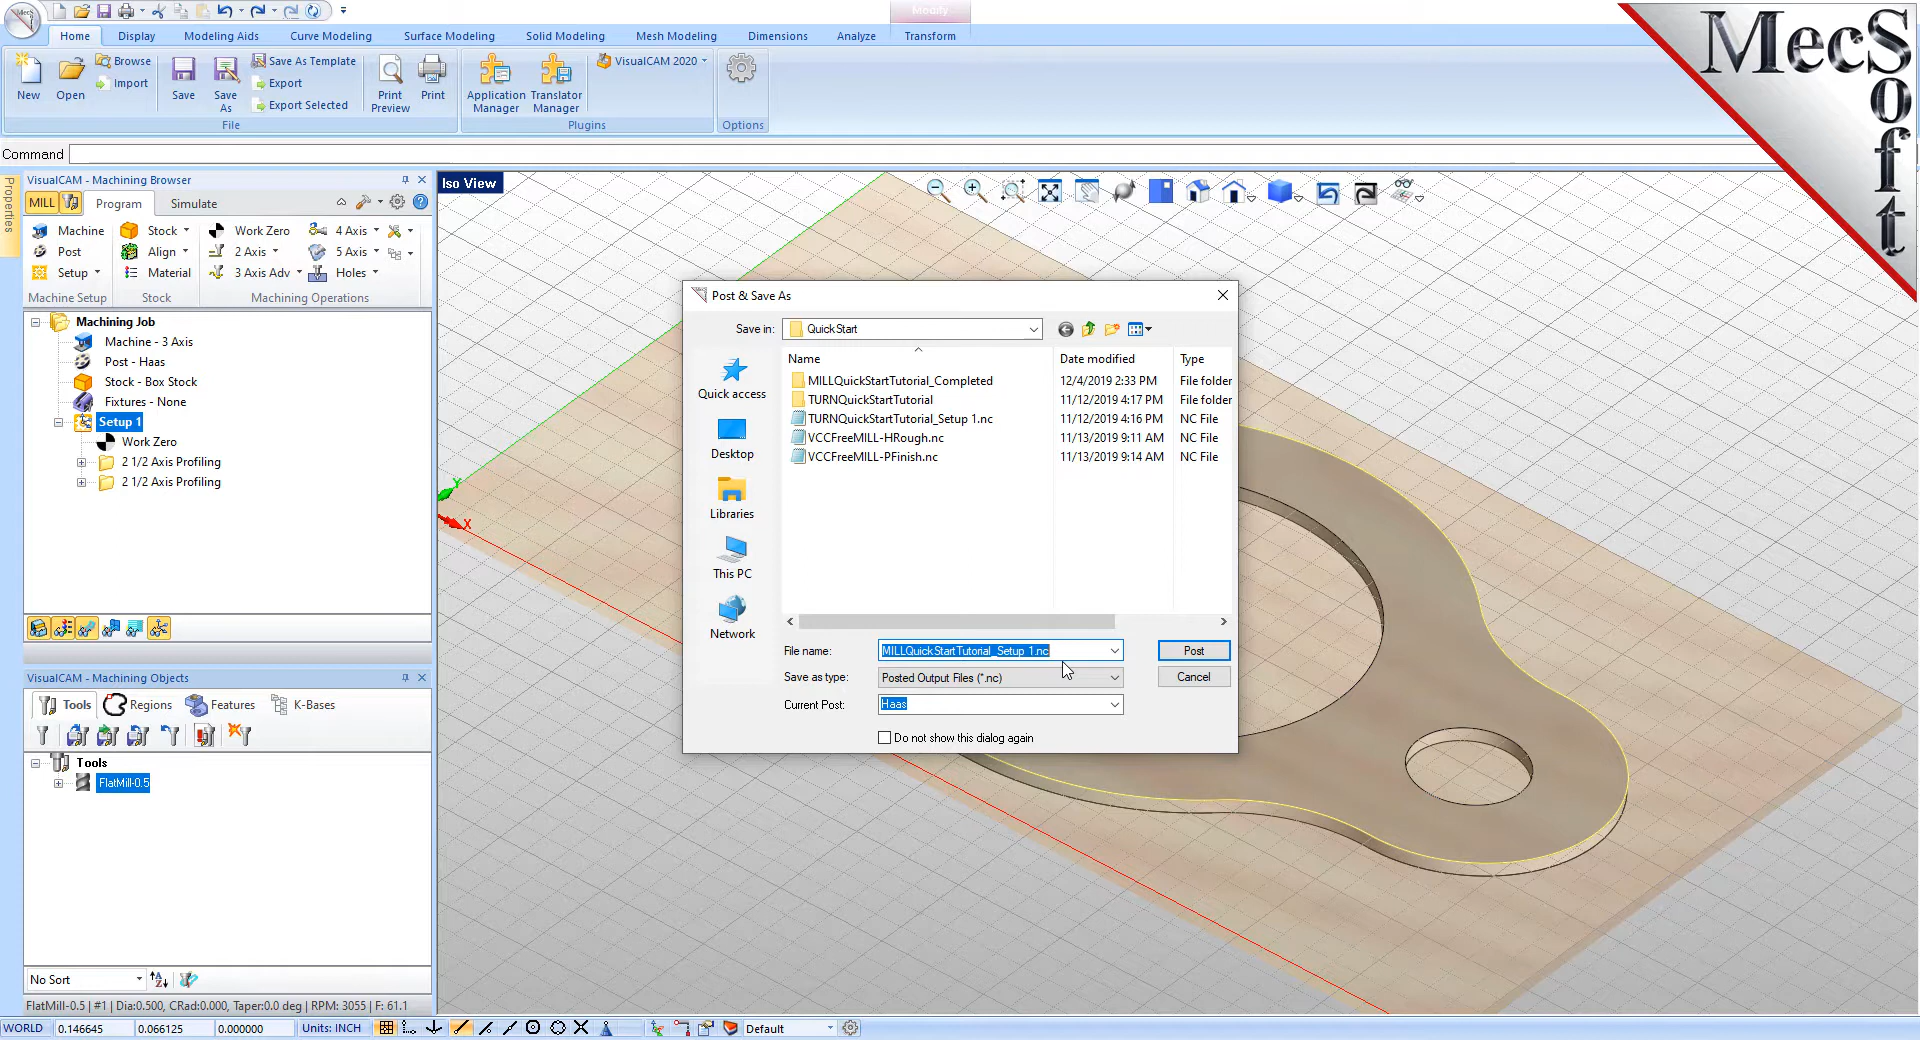 Modify
Home
Display
Modeling Aids
Curve Modeling
Surface Modeling
Solid Modeling
Mesh Modeling
Dimensions
Analyze
Transform
New
Open
Browse
Import
Save
Save As
Save As Template
Export
Export Selected
Print Preview
Print
File
Application Manager
Translator Manager
VisualCAM 2020
Plugins
Options
MecSoft
Command
Properties
VisualCAM - Machining Browser
MILL
Program
Simulate
Machine
Post
Setup
Machine Setup
Stock
Align
Material
Stock
Work Zero
2 Axis
3 Axis Adv
4 Axis
5 Axis
Holes
Machining Operations
Machining Job
Machine - 3 Axis
Post - Haas
Stock - Box Stock
Fixtures - None
Setup 1
Work Zero
2 1/2 Axis Profiling
2 1/2 Axis Profiling
Iso View
Y
X
Post & Save As
Save in: QuickStart
Quick access
Desktop
Libraries
This PC
Network
Name Date modified Type
MILLQuickStartTutorial_Completed 12/4/2019 2:33 PM File folder
TURNQuickStartTutorial 11/12/2019 4:17 PM File folder
TURNQuickStartTutorial_Setup 1.nc 11/12/2019 4:16 PM NC File
VCCFreeMILL-HRough.nc 11/13/2019 9:11 AM NC File
VCCFreeMILL-PFinish.nc 11/13/2019 9:14 AM NC File
File name: MILLQuickStartTutorial_Setup 1.nc Post
Save as type: Posted Output Files (*.nc) Cancel
Current Post: Haas
Do not show this dialog again
VisualCAM - Machining Objects
Tools
Regions
Features
K-Bases
Tools
FlatMill-0.5
No Sort
FlatMill-0.5 | #1 | Dia:0.500, CRad:0.000, Taper:0.0 deg | RPM: 3055 | F: 61.1
WORLD 0.146645 0.066125 0.000000 Units: INCH Default